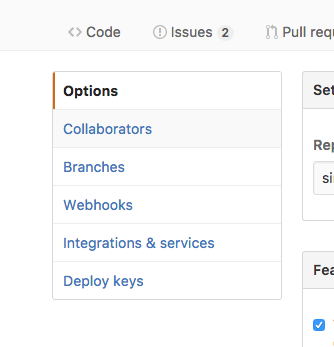 Code Issues 2 Pull requ
Options
Collaborators
Branches
Webhooks
Integrations & services
Deploy keys
Set
Rep
si
Fea